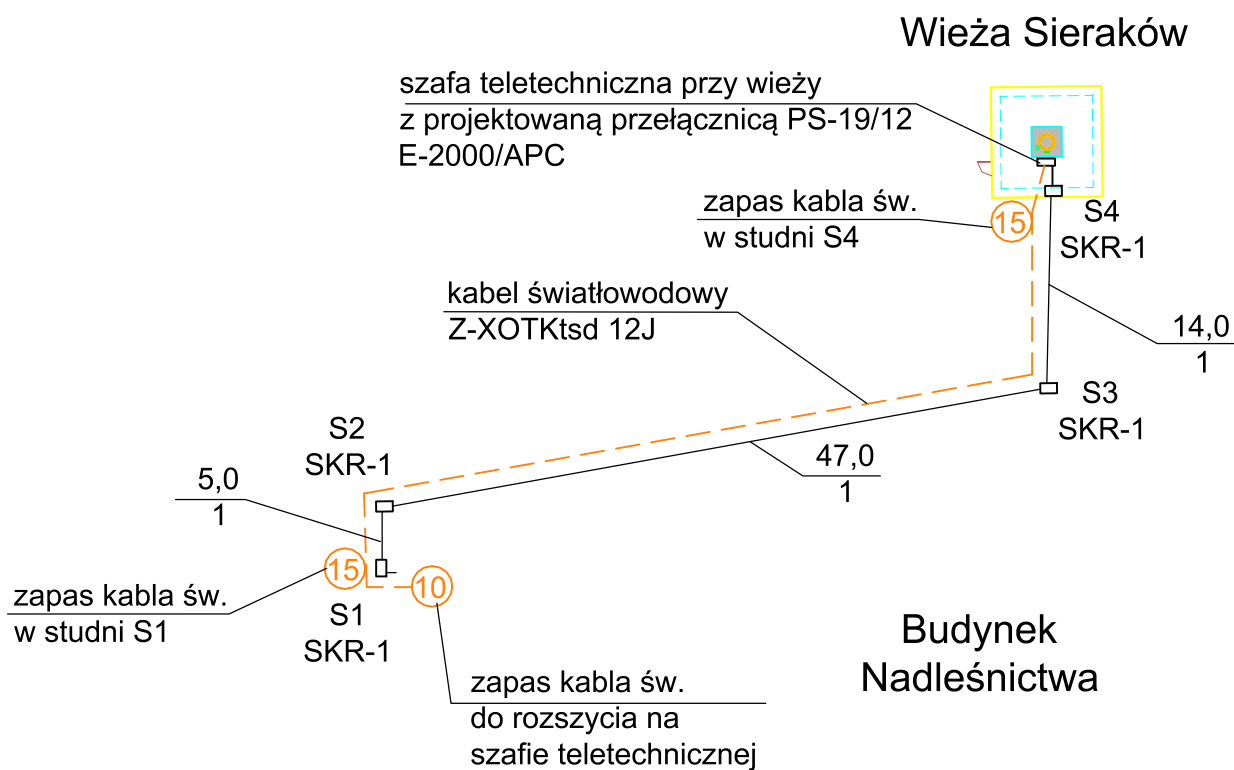 Wieża Sieraków
szafa teletechniczna przy wieży
z projektowaną przełącznicą PS-19/12
E-2000/APC
zapas kabla św.
w studni S4
15
S4
SKR-1
kabel światłowodowy
Z-XOTKtsd 12J
14,0
1
S3
SKR-1
S2
SKR-1
47,0
1
5,0
1
15
10
zapas kabla św.
w studni S1
S1
SKR-1
Budynek
Nadleśnictwa
zapas kabla św.
do rozszycia na
szafie teletechnicznej